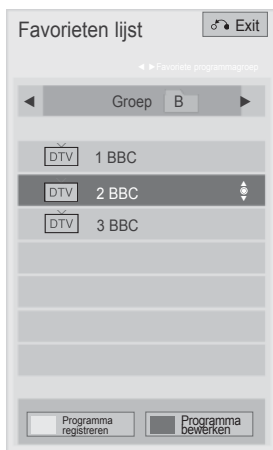 Favorieten lijst
Exit
◄ ► Favoriete programmagroep
◄ Groep B ►
DTV 1 BBC
DTV 2 BBC
DTV 3 BBC
Programma
registreren
Programma
bewerken